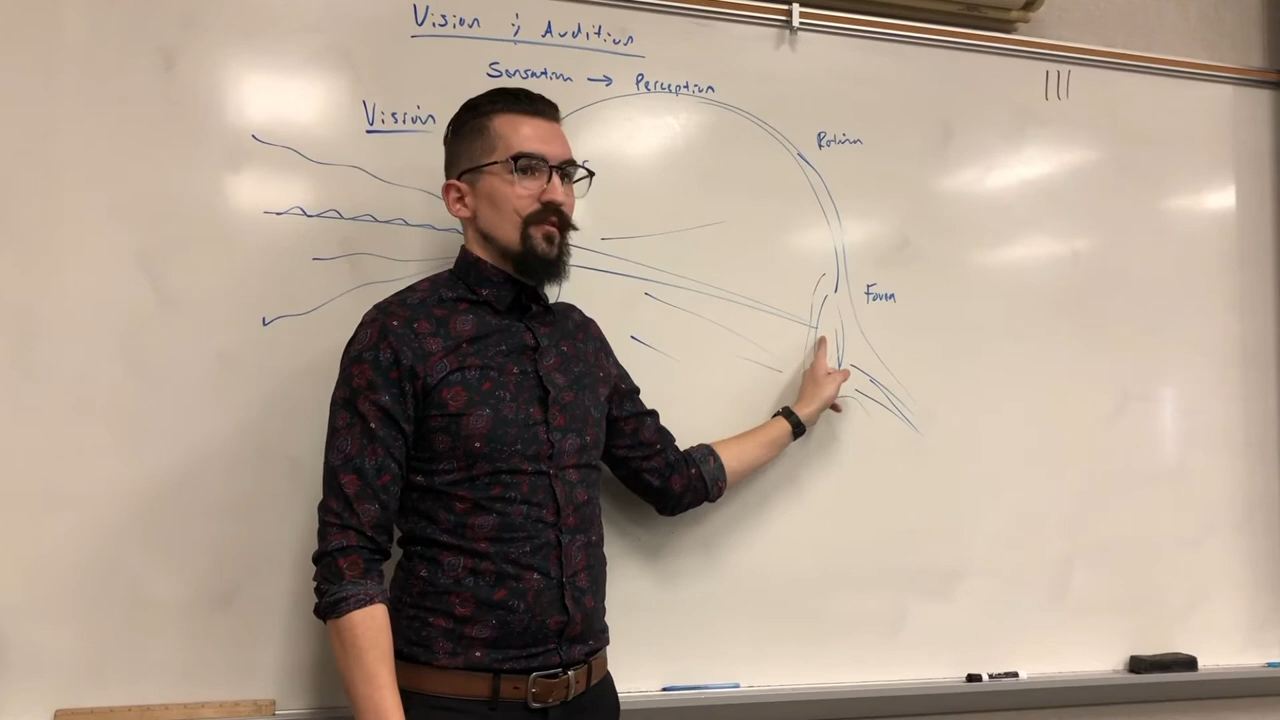 Vision & Audition
Sensation → Perception
Vision
Retina
Fovea